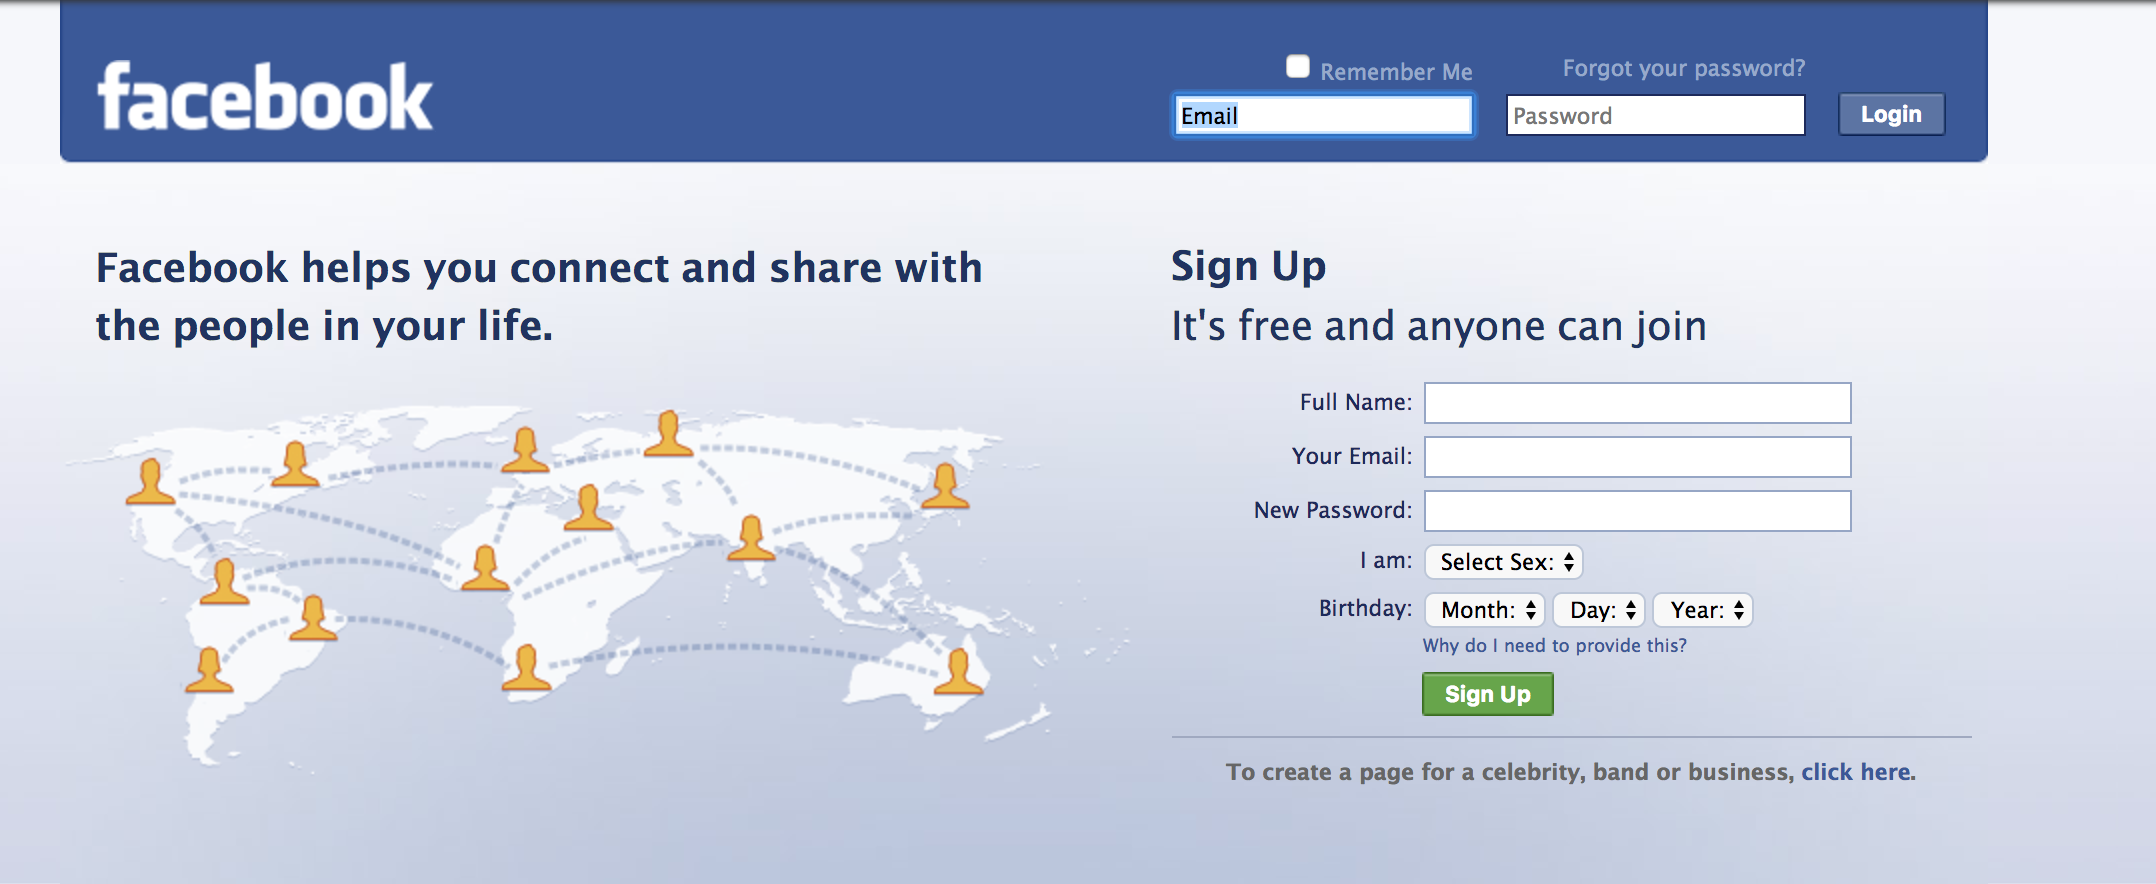 facebook
Remember Me
Forgot your password?
Email
Password
Login
Facebook helps you connect and share with
the people in your life.
Sign Up
It's free and anyone can join
Full Name:
Your Email:
New Password:
I am: Select Sex:
Birthday: Month: Day: Year:
Why do I need to provide this?
Sign Up
To create a page for a celebrity, band or business, click here.